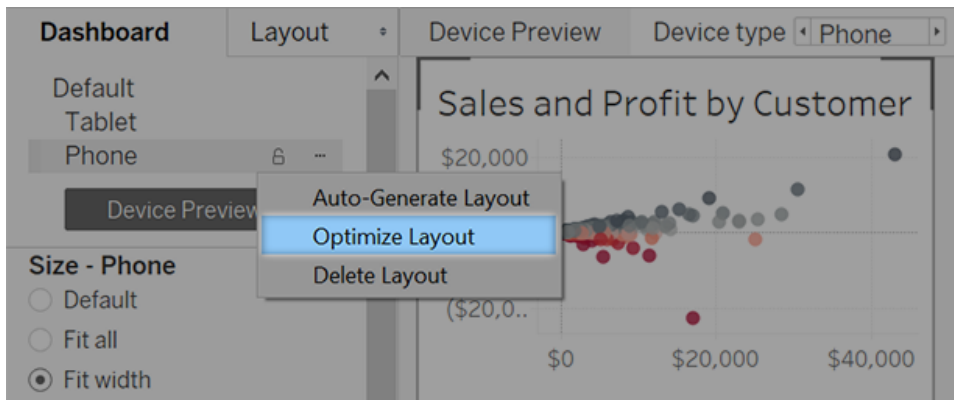 Dashboard
Layout
Device Preview
Device type
Phone
Default
Tablet
Phone
Device Preview
Auto-Generate Layout
Optimize Layout
Delete Layout
Size - Phone
Default
Fit all
Fit width
Sales and Profit by Customer
$20,000
($20,0..
$0
$20,000
$40,000